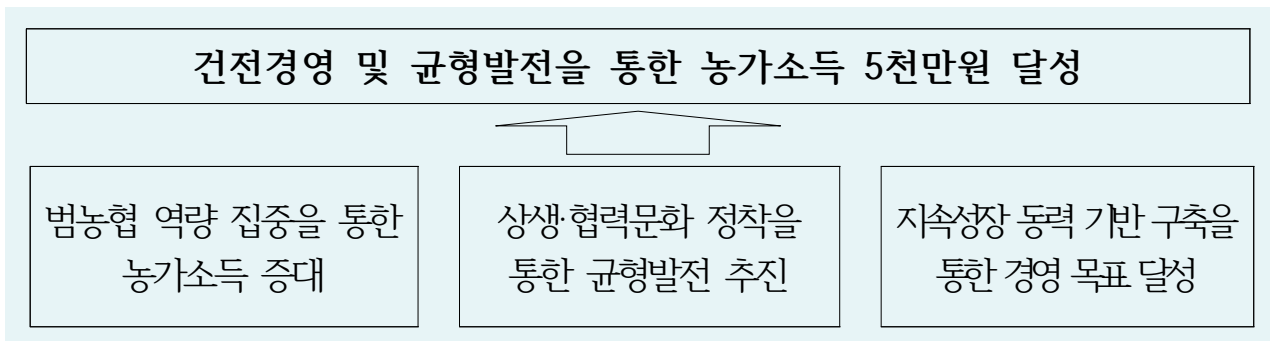 건전경영 및 균형발전을 통한 농가소득 5천만원 달성
범농협 역량 집중을 통한
농가소득 증대
상생·협력문화 정착을
통한 균형발전 추진
지속성장 동력 기반 구축을
통한 경영 목표 달성